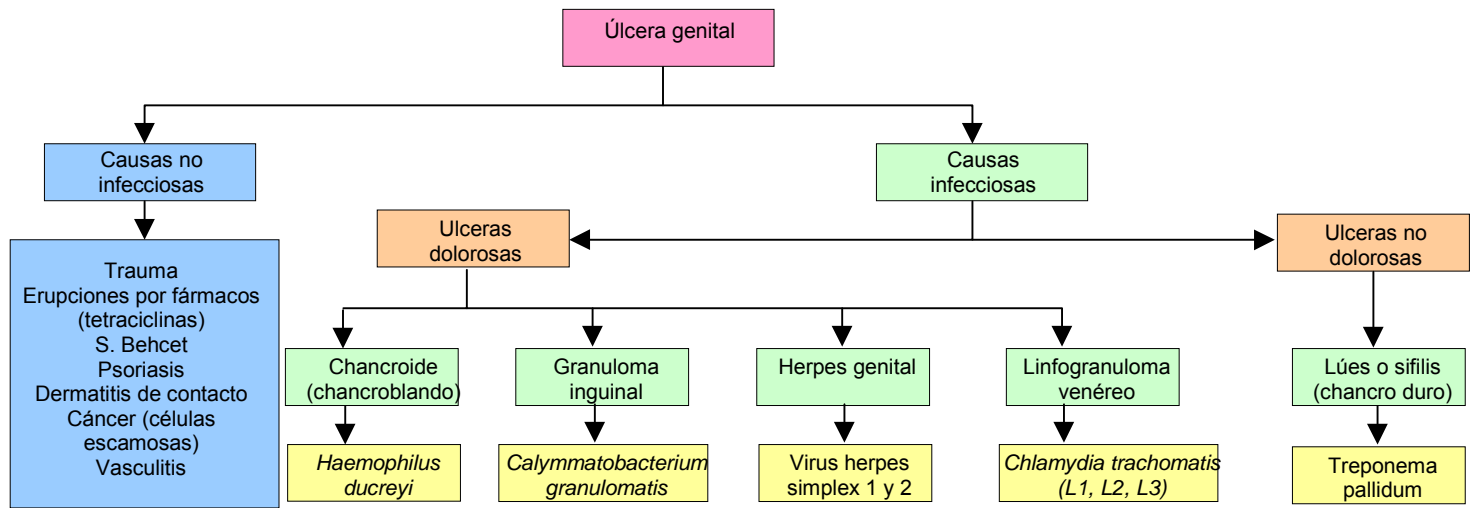 Úlcera genital
Causas no
infecciosas
Causas
infecciosas
Ulceras
dolorosas
Ulceras no
dolorosas
Trauma
Erupciones por fármacos
(tetraciclinas)
S. Behcet
Psoriasis
Dermatitis de contacto
Cáncer (células
escamosas)
Vasculitis
Chancroide
(chancroblando)
Granuloma
inguinal
Herpes genital
Linfogranuloma
venéreo
Lúes o sifilis
(chancro duro)
Haemophilus
ducreyi
Calymmatobacterium
granulomatis
Virus herpes
simplex 1 y 2
Chlamydia trachomatis
(L1, L2, L3)
Treponema
pallidum